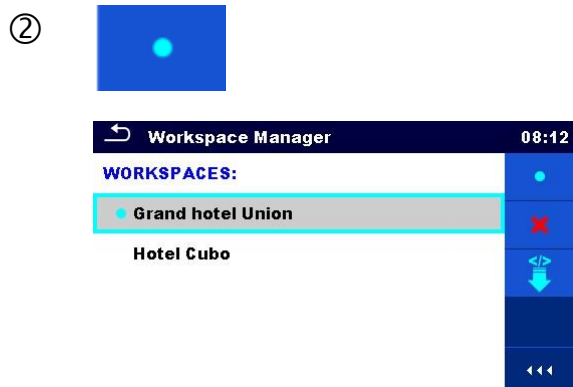 ②
Workspace Manager 08:12
WORKSPACES:
Grand hotel Union
Hotel Cubo
</>